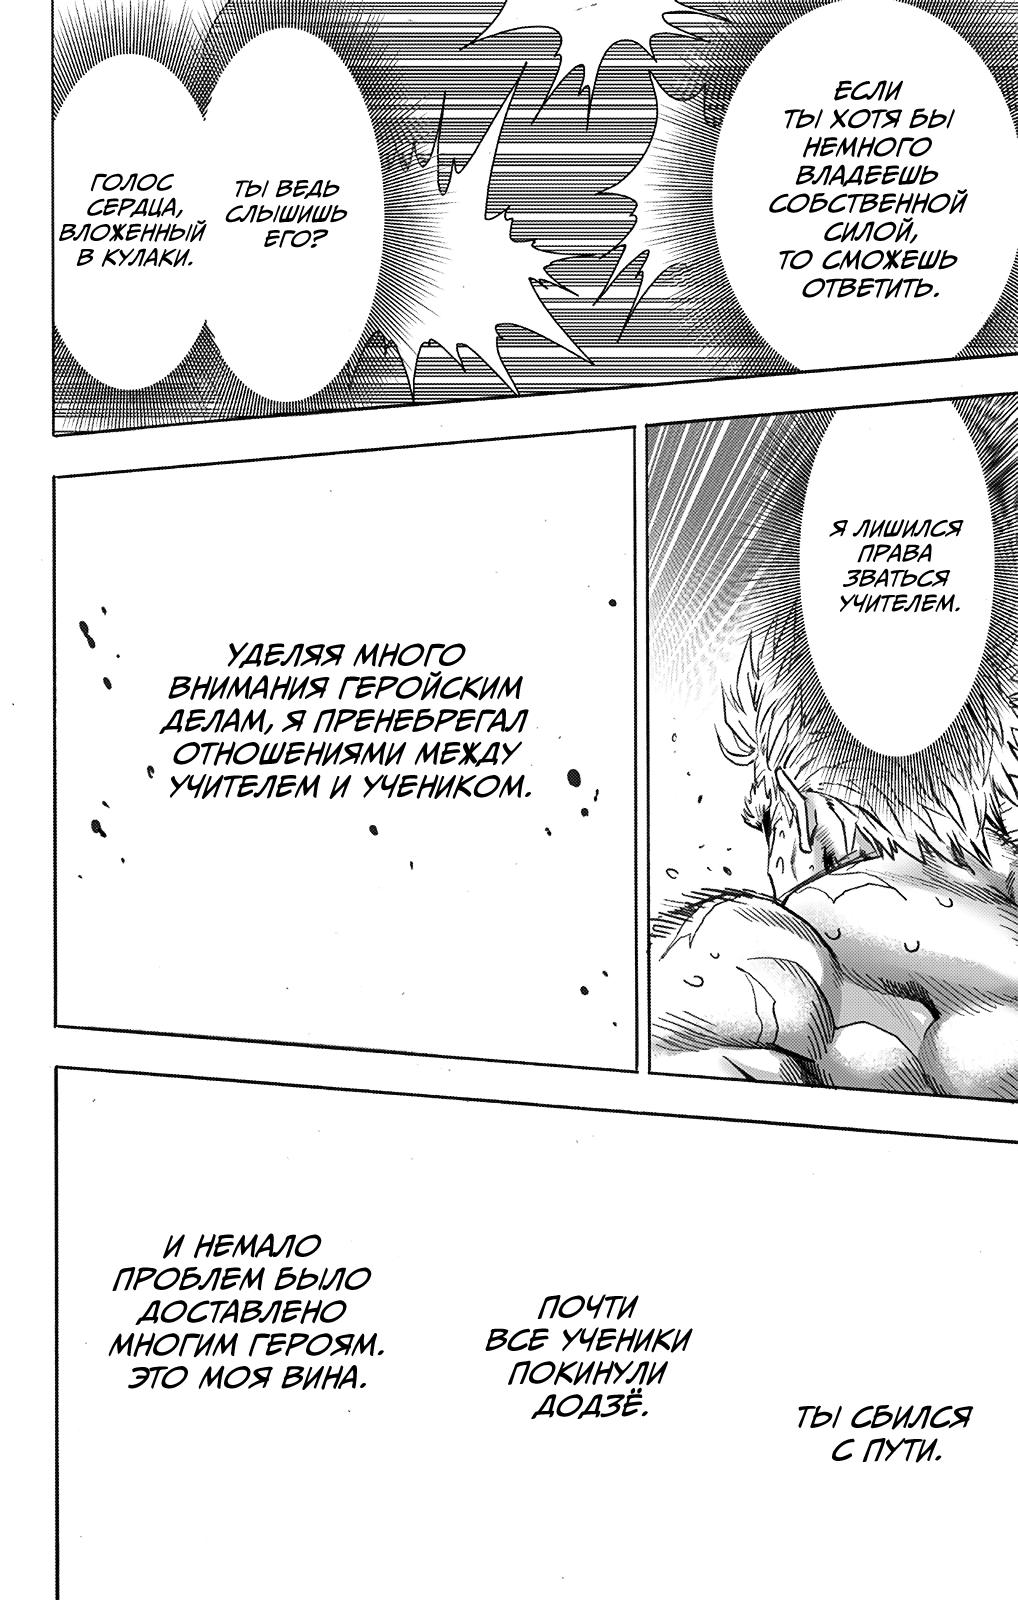 ЕСЛИ
ТЫ ХОТЯ БЫ
НЕМНОГО
ВЛАДЕЕШЬ
СОБСТВЕННОЙ
СИЛОЙ,
ТО СМОЖЕШЬ
ОТВЕТИТЬ.
ТЫ ВЕДЬ
СЛЫШИШЬ
ЕГО?
ГОЛОС
СЕРДЦА,
ВЛОЖЕННЫЙ
В КУЛАКИ.
Я ЛИШИЛСЯ
ПРАВА
ЗВАТЬСЯ
УЧИТЕЛЕМ.
УДЕЛЯЯ МНОГО
ВНИМАНИЯ ГЕРОЙСКИМ
ДЕЛАМ, Я ПРЕНЕБРЕГАЛ
ОТНОШЕНИЯМИ МЕЖДУ
УЧИТЕЛЕМ И УЧЕНИКОМ.
ТЫ СБИЛСЯ
С ПУТИ.
ПОЧТИ
ВСЕ УЧЕНИКИ
ПОКИНУЛИ
ДОДЗЁ.
И НЕМАЛО
ПРОБЛЕМ БЫЛО
ДОСТАВЛЕНО
МНОГИМ ГЕРОЯМ.
ЭТО МОЯ ВИНА.